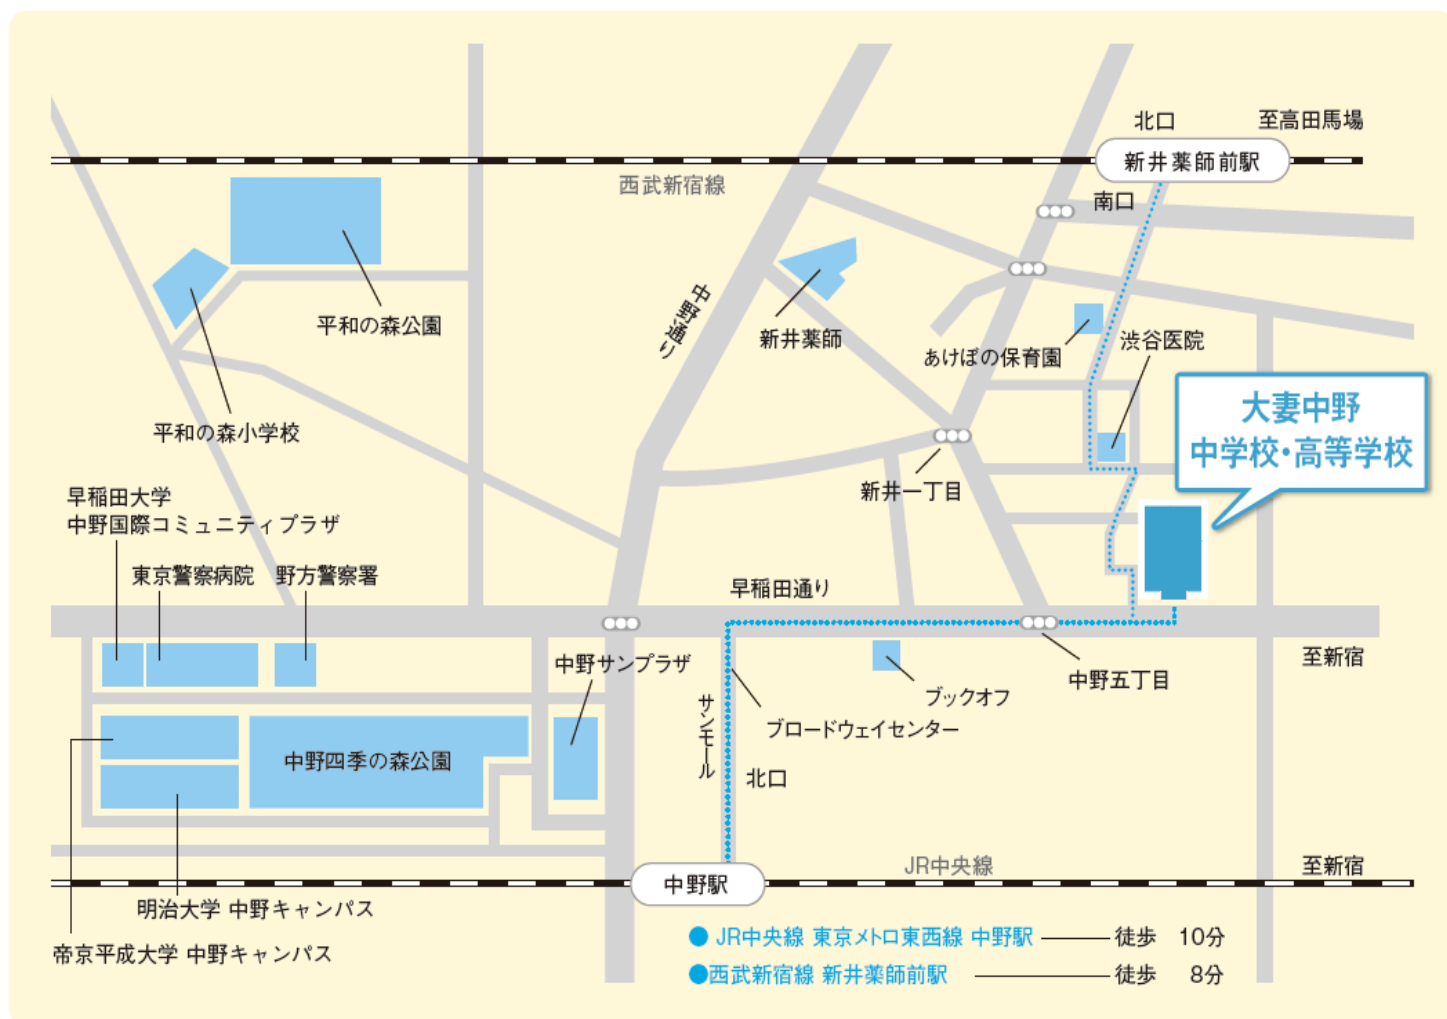 北口
至高田馬場
新井薬師前駅
西武新宿線
南口
中野通り
平和の森公園
新井薬師
あけぼの保育園
渋谷医院
大妻中野
中学校・高等学校
平和の森小学校
新井一丁目
早稲田大学
中野国際コミュニティプラザ
東京警察病院
野方警察署
早稲田通り
中野サンプラザ
至新宿
中野五丁目
ブックオフ
サンモール
ブロードウェイセンター
中野四季の森公園
北口
JR中央線
至新宿
中野駅
明治大学 中野キャンパス
帝京平成大学 中野キャンパス
● JR中央線 東京メトロ東西線 中野駅 ——— 徒歩 10分
●西武新宿線 新井薬師前駅 ——— 徒歩 8分